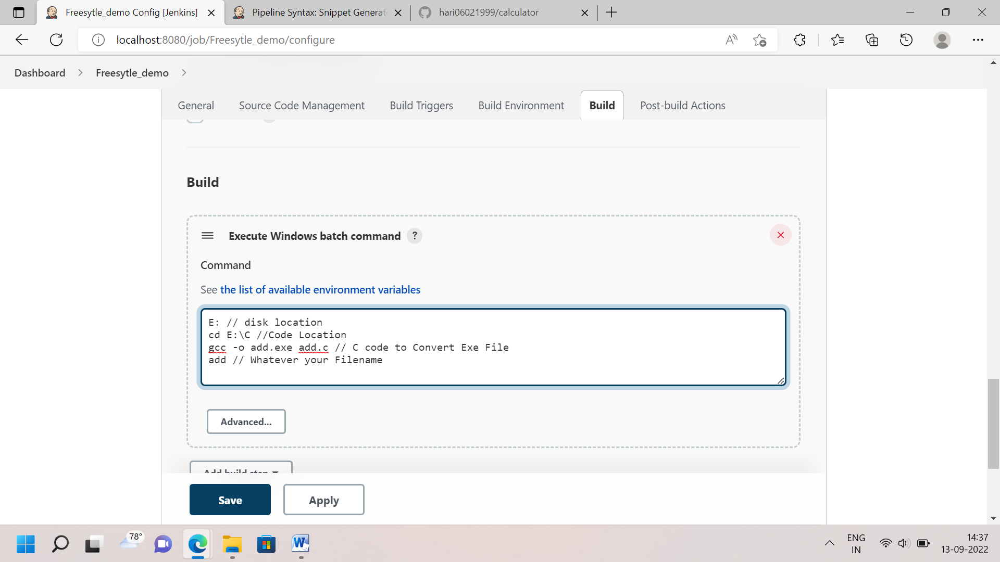 Freesytle_demo Config [Jenkins]
Pipeline Syntax: Snippet Generat
hari06021999/calculator
localhost:8080/job/Freesytle_demo/configure
Dashboard
Freesytle_demo
General
Source Code Management
Build Triggers
Build Environment
Build
Post-build Actions
Build
Execute Windows batch command ?
Command
See the list of available environment variables
E: // disk location
cd E:\C //Code Location
gcc -o add.exe add.c // C code to Convert Exe File
add // Whatever your Filename
Advanced...
Add build step
Save
Apply
78°
ENG
IN
14:37
13-09-2022